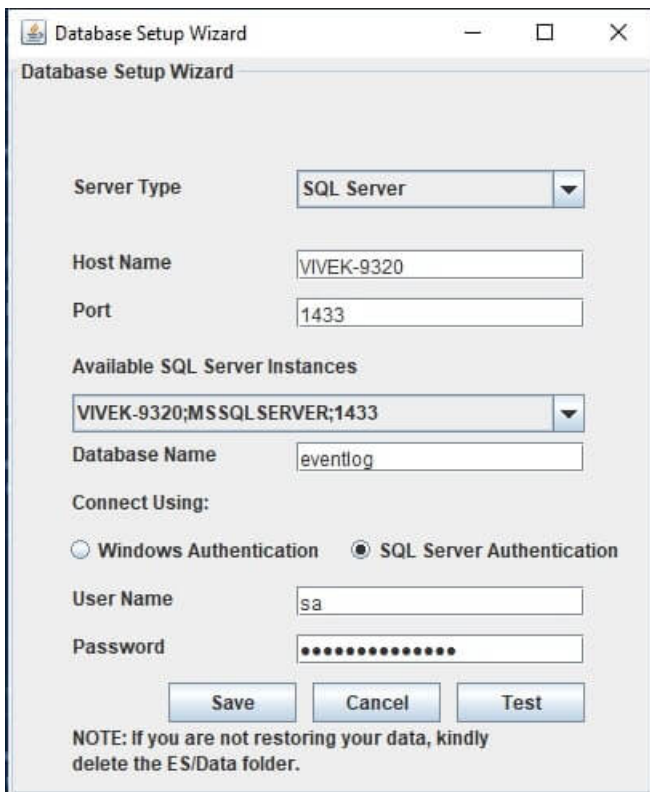 Database Setup Wizard
Database Setup Wizard
Server Type SQL Server
Host Name VIVEK-9320
Port 1433
Available SQL Server Instances
VIVEK-9320;MSSQLSERVER;1433
Database Name eventlog
Connect Using:
Windows Authentication SQL Server Authentication
User Name sa
Password ••••••••••••••
Save Cancel Test
NOTE: If you are not restoring your data, kindly
delete the ES/Data folder.